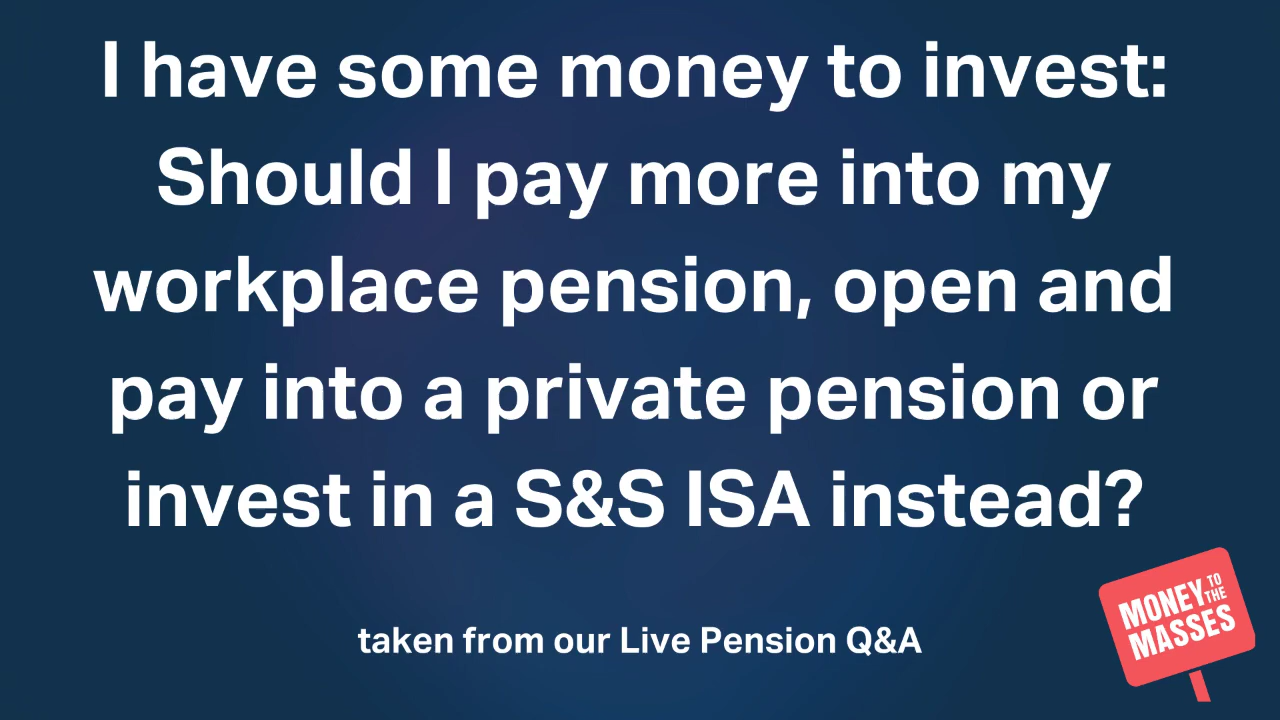 I have some money to invest:
Should I pay more into my
workplace pension, open and
pay into a private pension or
invest in a S&S ISA instead?
taken from our Live Pension Q&A
MONEY TO THE
MASSES